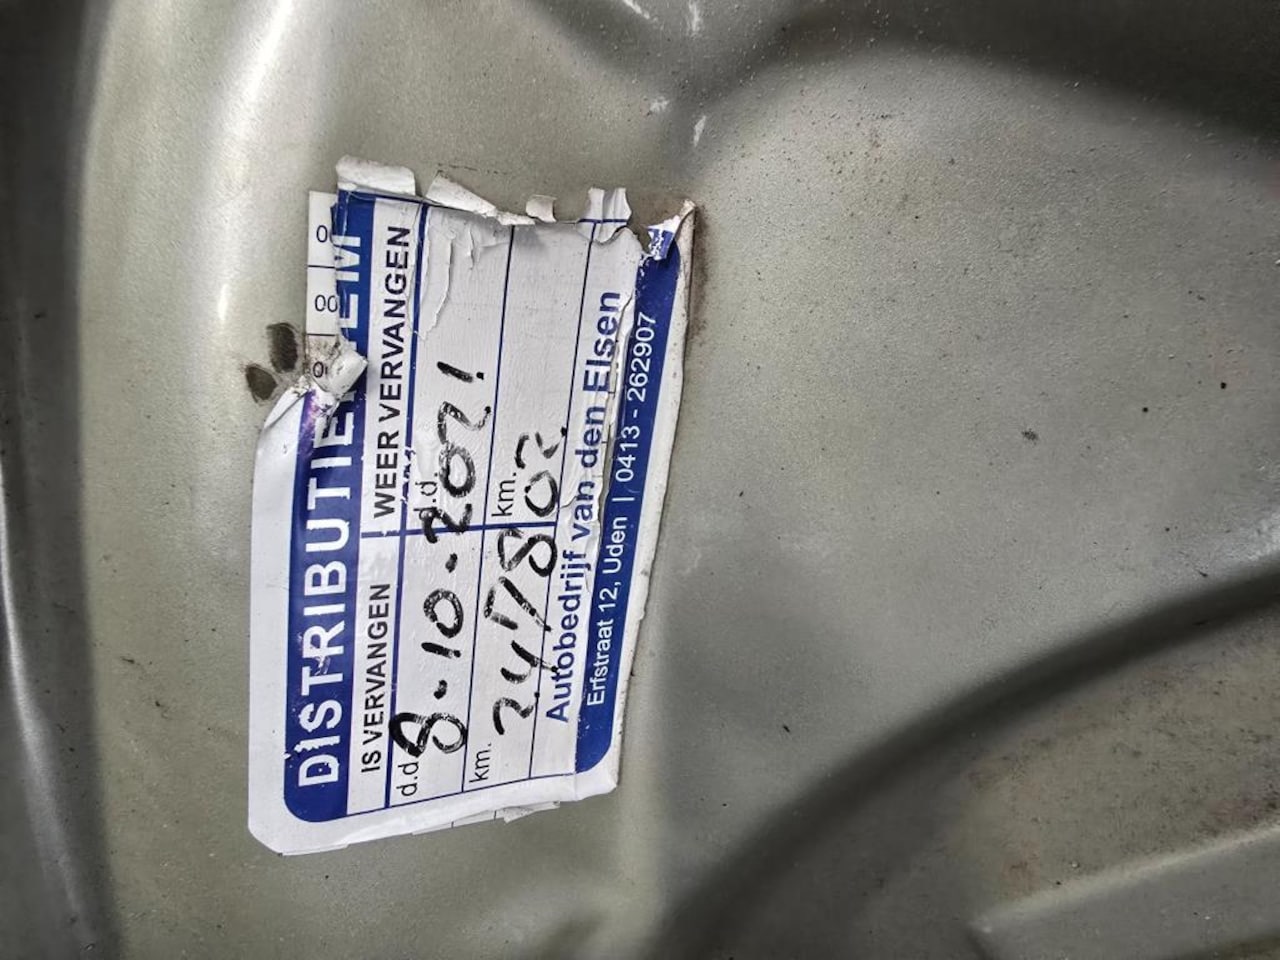 DISTRIBUTIERIEM
IS VERVANGEN
WEER VERVANGEN
d.d. 8-10-2021
d.d.
km. 247802
km.
Autobedrijf van den Elsen
Erfstraat 12, Uden | 0413 - 262907